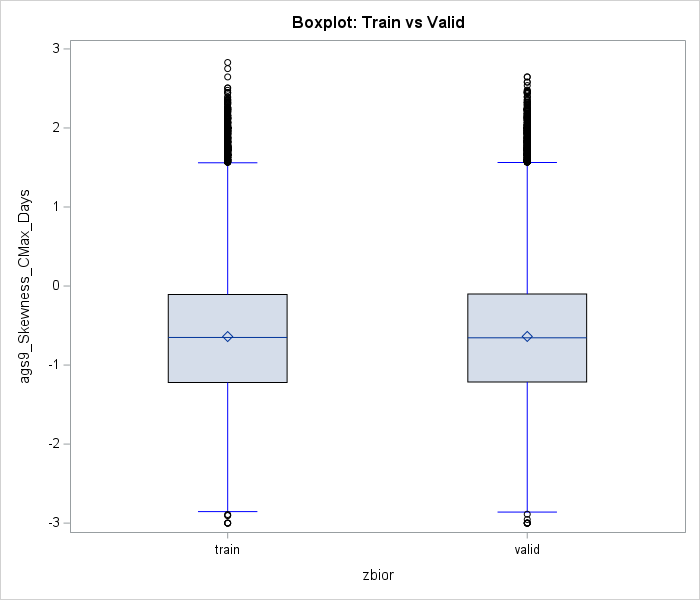 Boxplot: Train vs Valid
3
2
1
0
-1
-2
-3
ags9_Skewness_CMax_Days
train
valid
zbior